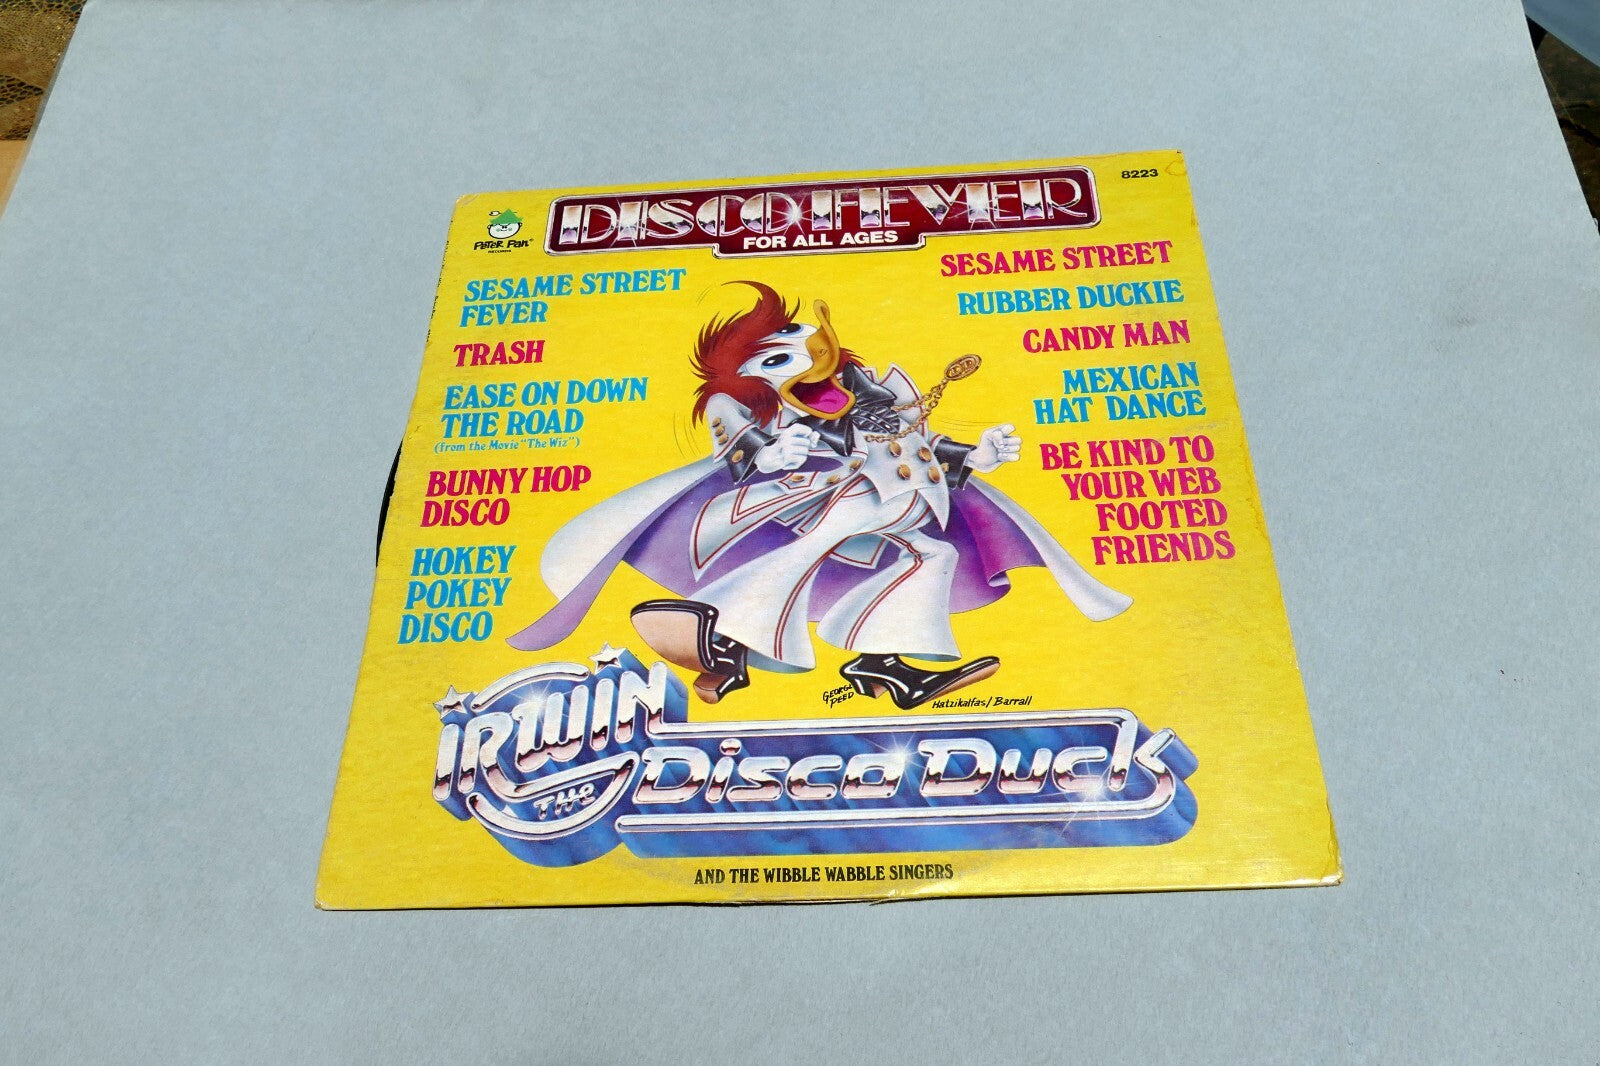 DISCO FEVER
FOR ALL AGES
8223
Peter Pan®
RECORDS
SESAME STREET
FEVER
TRASH
EASE ON DOWN
THE ROAD
(from the Movie "The Wiz")
BUNNY HOP
DISCO
HOKEY
POKEY
DISCO
SESAME STREET
RUBBER DUCKIE
CANDY MAN
MEXICAN
HAT DANCE
BE KIND TO
YOUR WEB
FOOTED
FRIENDS
GEORGE
PEED
Hatzikalfas/Barrall
IRWIN
THE
Disco Duck
AND THE WIBBLE WABBLE SINGERS